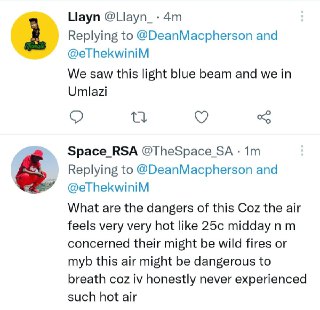 Llayn @Llayn_ · 4m
Replying to @DeanMacpherson and
@eThekwiniM
We saw this light blue beam and we in
Umlazi
Space_RSA @TheSpace_SA · 1m
Replying to @DeanMacpherson and
@eThekwiniM
What are the dangers of this Coz the air
feels very very hot like 25c midday n m
concerned their might be wild fires or
myb this air might be dangerous to
breath coz iv honestly never experienced
such hot air